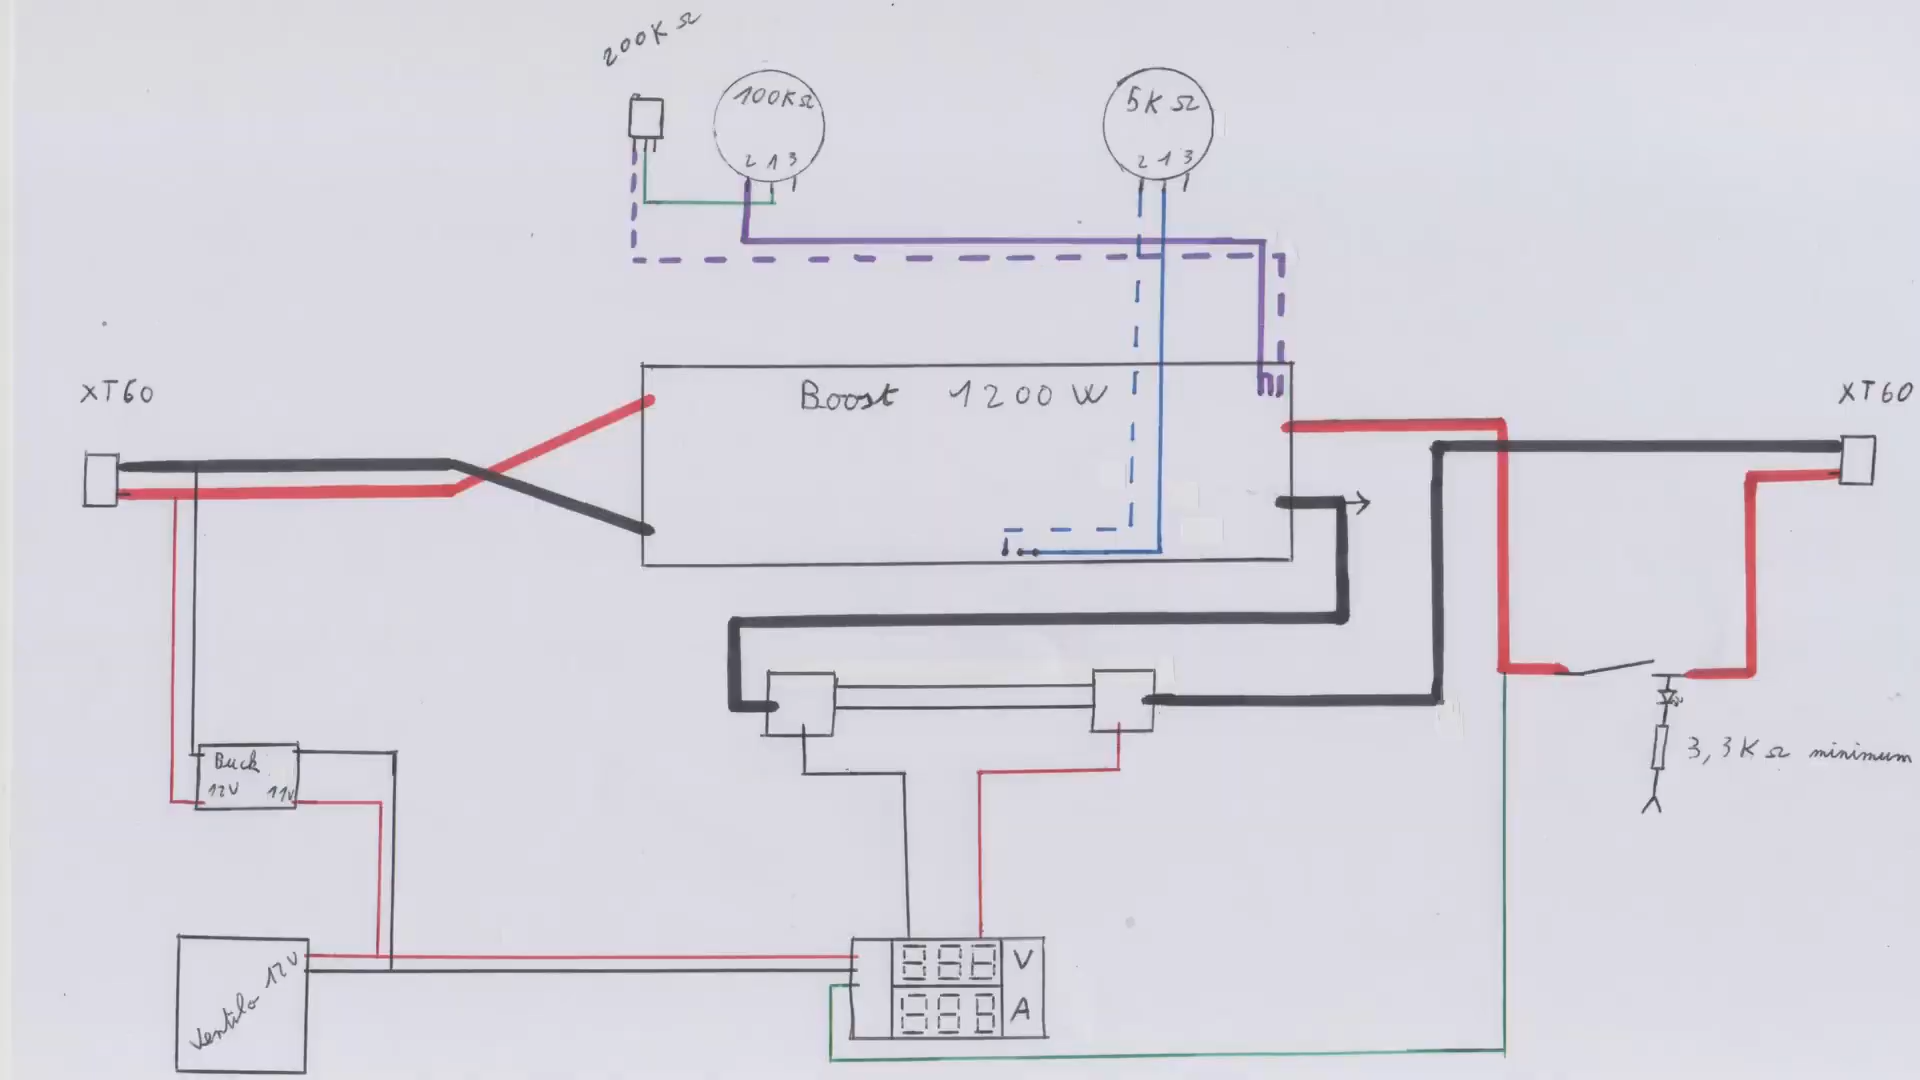 200K Ω
100KΩ
2 1 3
5K Ω
2 1 3
XT60
Boost 1200 W
XT60
Buck
12V 11V
3,3K Ω minimum
Ventilo 12V
V
A